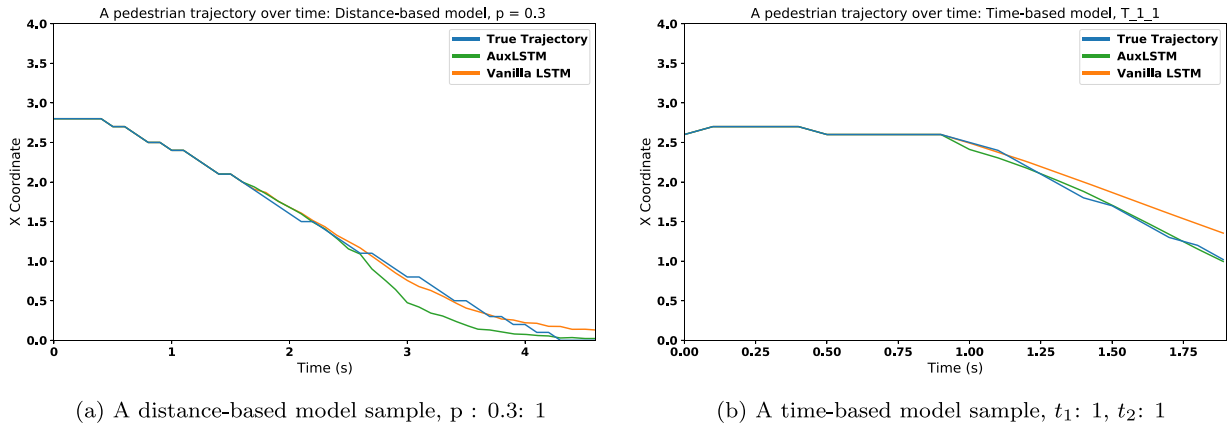 A pedestrian trajectory over time: Distance-based model, p = 0.3
4.0
3.5
3.0
2.5
2.0
1.5
1.0
0.5
0.0
X Coordinate
True Trajectory
AuxLSTM
Vanilla LSTM
0 1 2 3 4
Time (s)
(a) A distance-based model sample, p : 0.3: 1
A pedestrian trajectory over time: Time-based model, T_1_1
4.0
3.5
3.0
2.5
2.0
1.5
1.0
0.5
0.0
X Coordinate
True Trajectory
AuxLSTM
Vanilla LSTM
0.00 0.25 0.50 0.75 1.00 1.25 1.50 1.75
Time (s)
(b) A time-based model sample, t₁: 1, t₂: 1